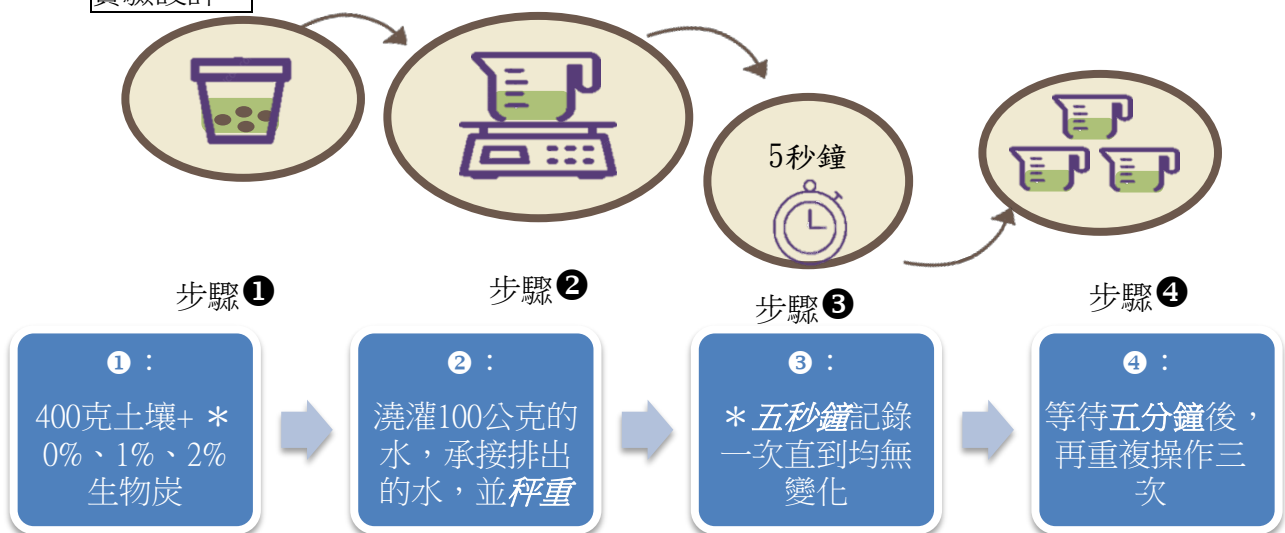 5秒鐘
步驟❶
步驟❷
步驟❸
步驟❹
❶：
400克土壤+ ＊
0%、1%、2%
生物炭
❷：
澆灌100公克的
水，承接排出
的水，並秤重
❸：
＊五秒鐘記錄
一次直到均無
變化
❹：
等待五分鐘後，
再重複操作三
次